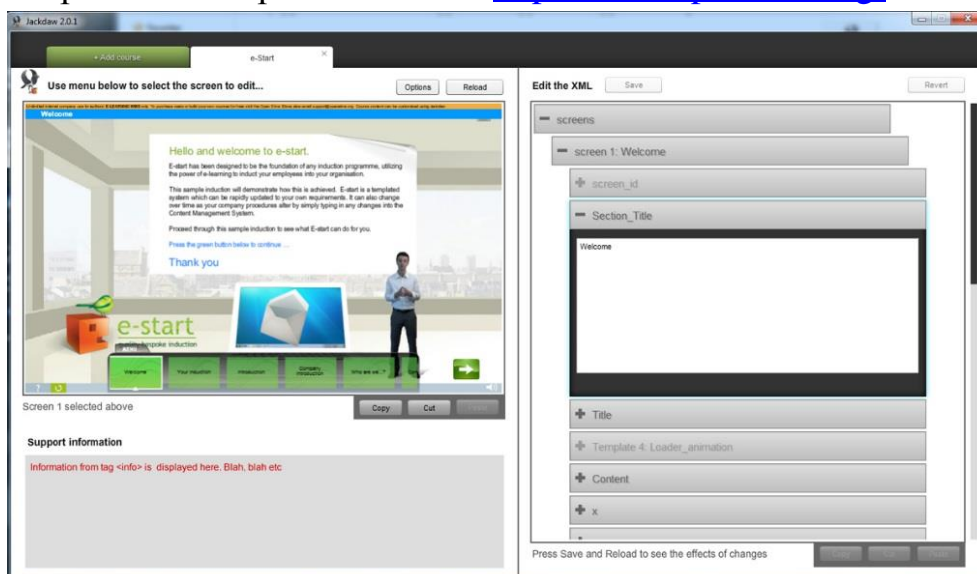 Jackdaw 2.0.1
+ Add course
e-Start
×
Use menu below to select the screen to edit...
Options
Reload
Welcome
Hello and welcome to e-start.
E-start has been designed to be the foundation of any induction programme, utilizing
the power of e-learning to induct your employees into your organisation.
This sample induction will demonstrate how this is achieved. E-start is a templated
system which can be rapidly updated to your own requirements. It can also change
over time as your company procedures alter by simply typing in any changes into the
Content Management System.
Proceed through this sample induction to see what E-start can do for you.
Press the green button below to continue ...
Thank you
e-start
induction
Welcome
Your induction
Introduction
Company introduction
Who are we...?
?
Screen 1 selected above
Copy
Cut
Support information
Information from tag <info> is displayed here. Blah, blah etc
Edit the XML
Save
Revert
screens
screen 1: Welcome
screen_id
Section_Title
Welcome
Title
Template 4: Loader_animation
Content
x
Press Save and Reload to see the effects of changes
Copy
Cut
Paste